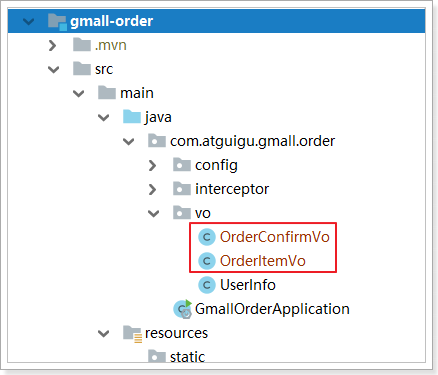 gmall-order
.mvn
src
main
java
com.atguigu.gmall.order
config
interceptor
vo
OrderConfirmVo
OrderItemVo
UserInfo
GmallOrderApplication
resources
static